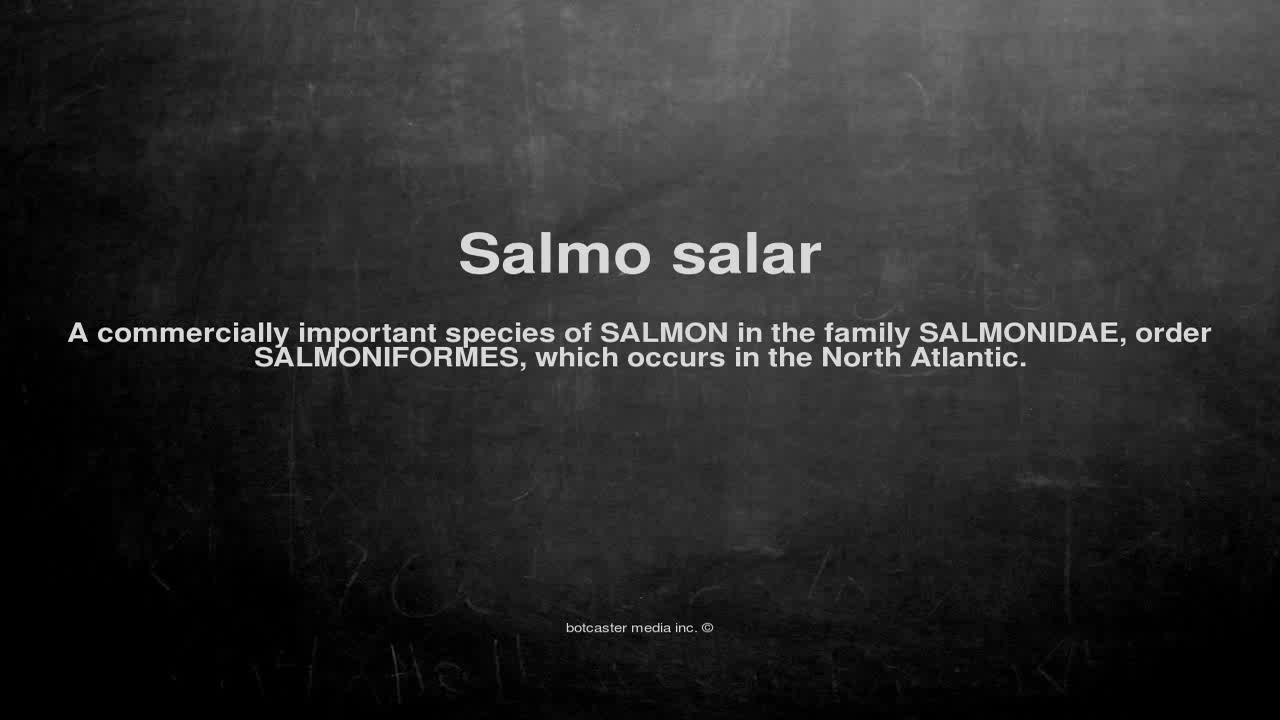 Salmo salar
A commercially important species of SALMON in the family SALMONIDAE, order
SALMONIFORMES, which occurs in the North Atlantic.
botcaster media inc. ©